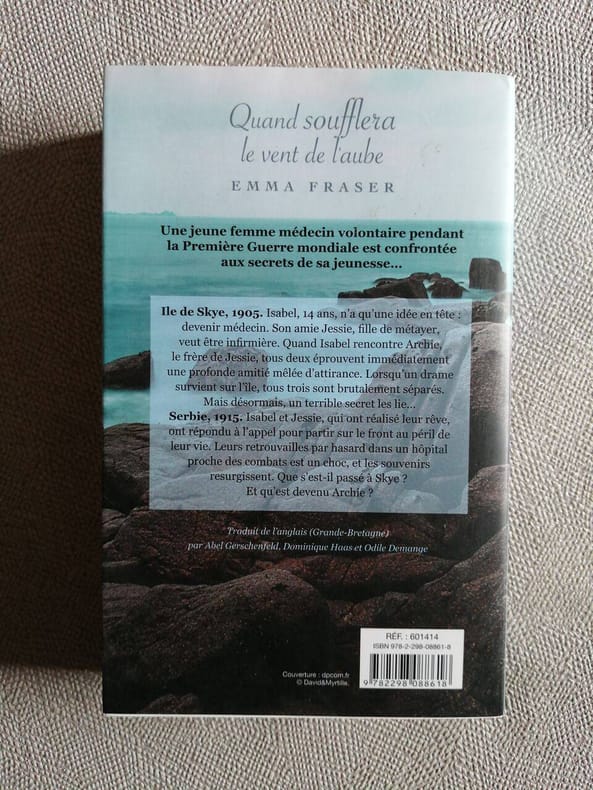 Quand soufflera
le vent de l'aube
EMMA FRASER
Une jeune femme médecin volontaire pendant
la Première Guerre mondiale est confrontée
aux secrets de sa jeunesse...
Ile de Skye, 1905. Isabel, 14 ans, n'a qu'une idée en tête :
devenir médecin. Son amie Jessie, fille de métayer,
veut être infirmière. Quand Isabel rencontre Archie,
le frère de Jessie, tous deux éprouvent immédiatement
une profonde amitié mêlée d'attirance. Lorsqu'un drame
survient sur l'île, tous trois sont brutalement séparés.
Mais désormais, un terrible secret les lie...
Serbie, 1915. Isabel et Jessie, qui ont réalisé leur rêve,
ont répondu à l'appel pour partir sur le front au péril de
leur vie. Leurs retrouvailles par hasard dans un hôpital
proche des combats est un choc, et les souvenirs
resurgissent. Que s'est-il passé à Skye ?
Et qu'est devenu Archie ?
Traduit de l'anglais (Grande-Bretagne)
par Abel Gerschenfeld, Dominique Haas et Odile Demange
RÉF. : 601414
ISBN 978-2-298-08861-8
9 782298 088618
Couverture : dpcom.fr
© David&Myrtille.